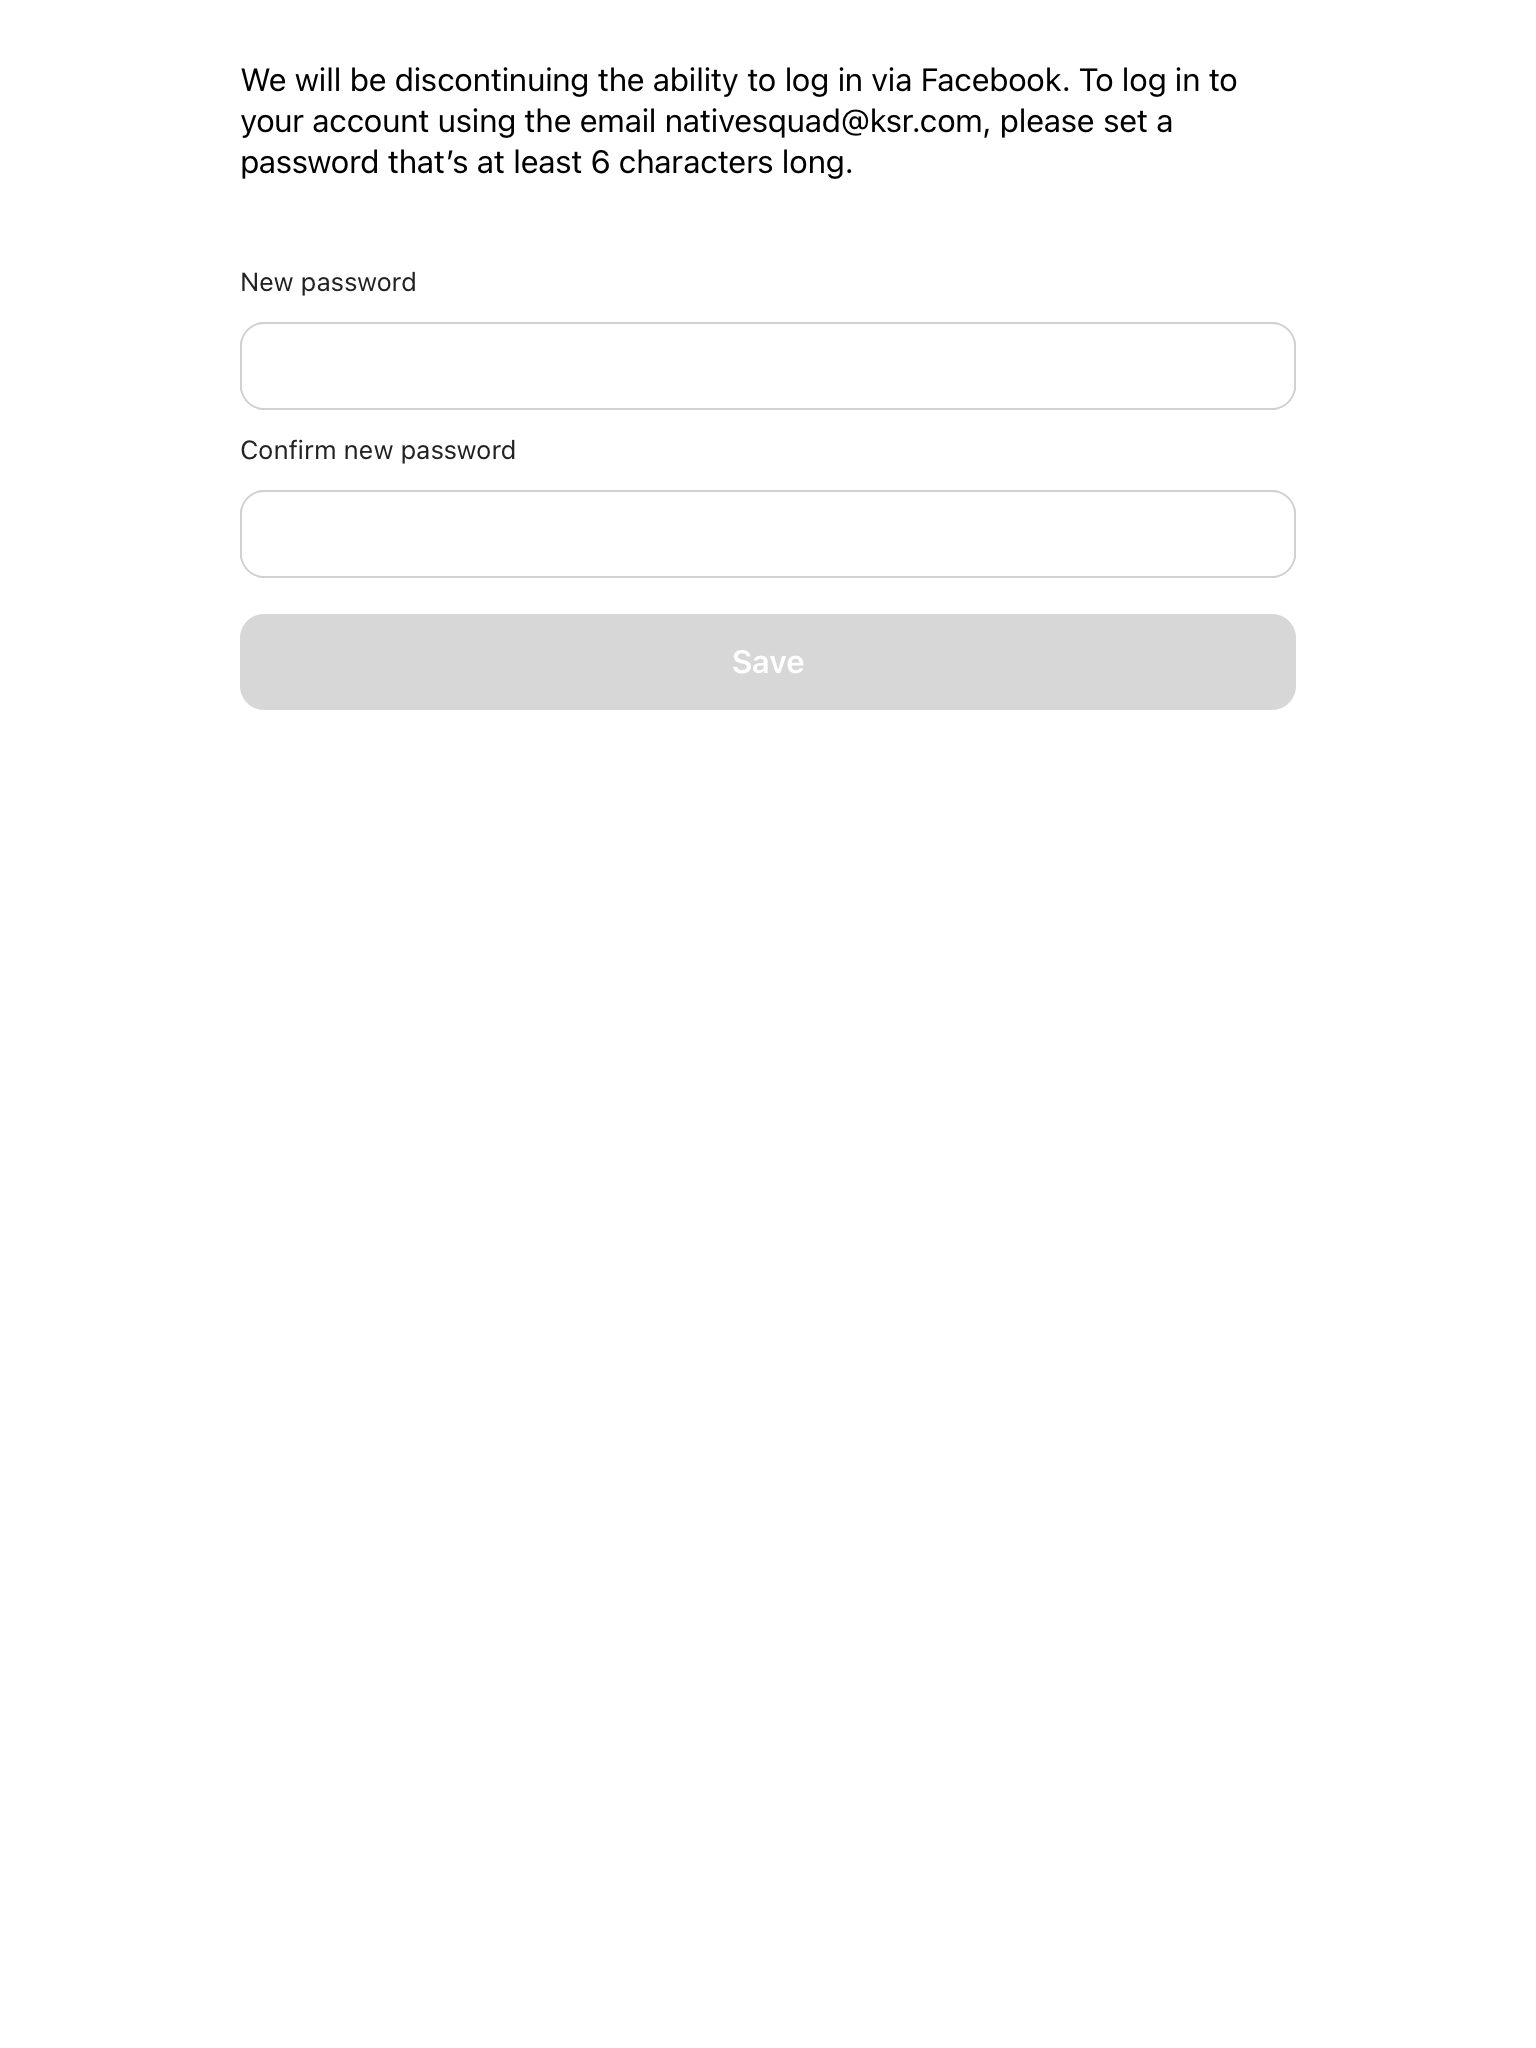 We will be discontinuing the ability to log in via Facebook. To log in to
your account using the email nativesquad@ksr.com, please set a
password that’s at least 6 characters long.
New password
Confirm new password
Save